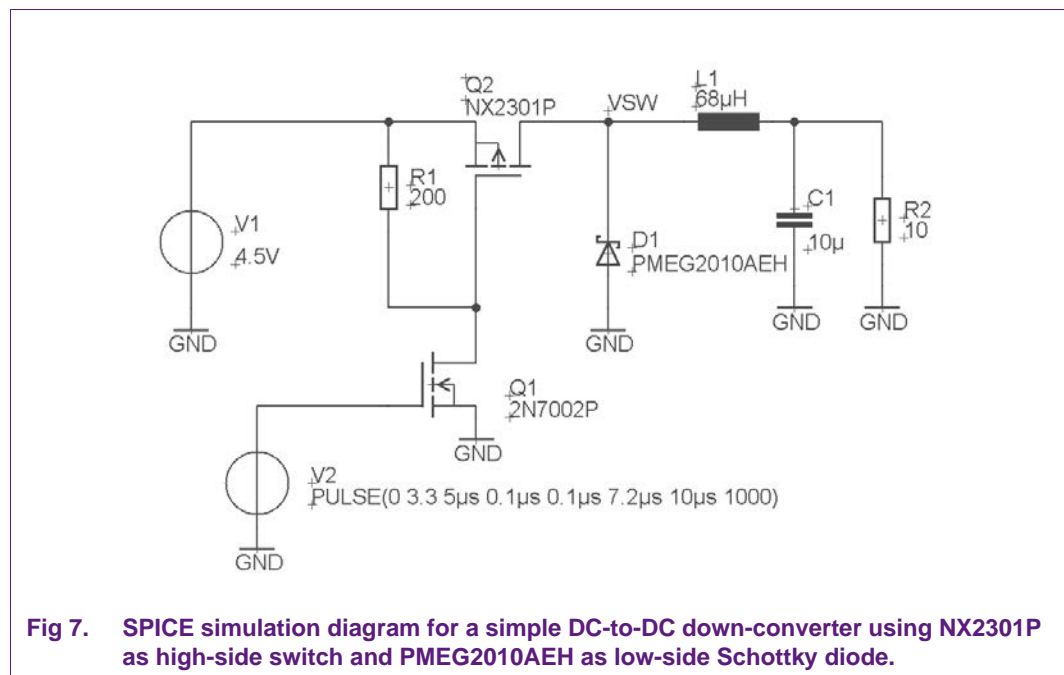 Q2
NX2301P
VSW
L1
68µH
R1
200
V1
4.5V
C1
10µ
R2
10
D1
PMEG2010AEH
GND
GND
GND
GND
Q1
2N7002P
GND
V2
PULSE(0 3.3 5µs 0.1µs 0.1µs 7.2µs 10µs 1000)
GND
Fig 7. SPICE simulation diagram for a simple DC-to-DC down-converter using NX2301P
as high-side switch and PMEG2010AEH as low-side Schottky diode.